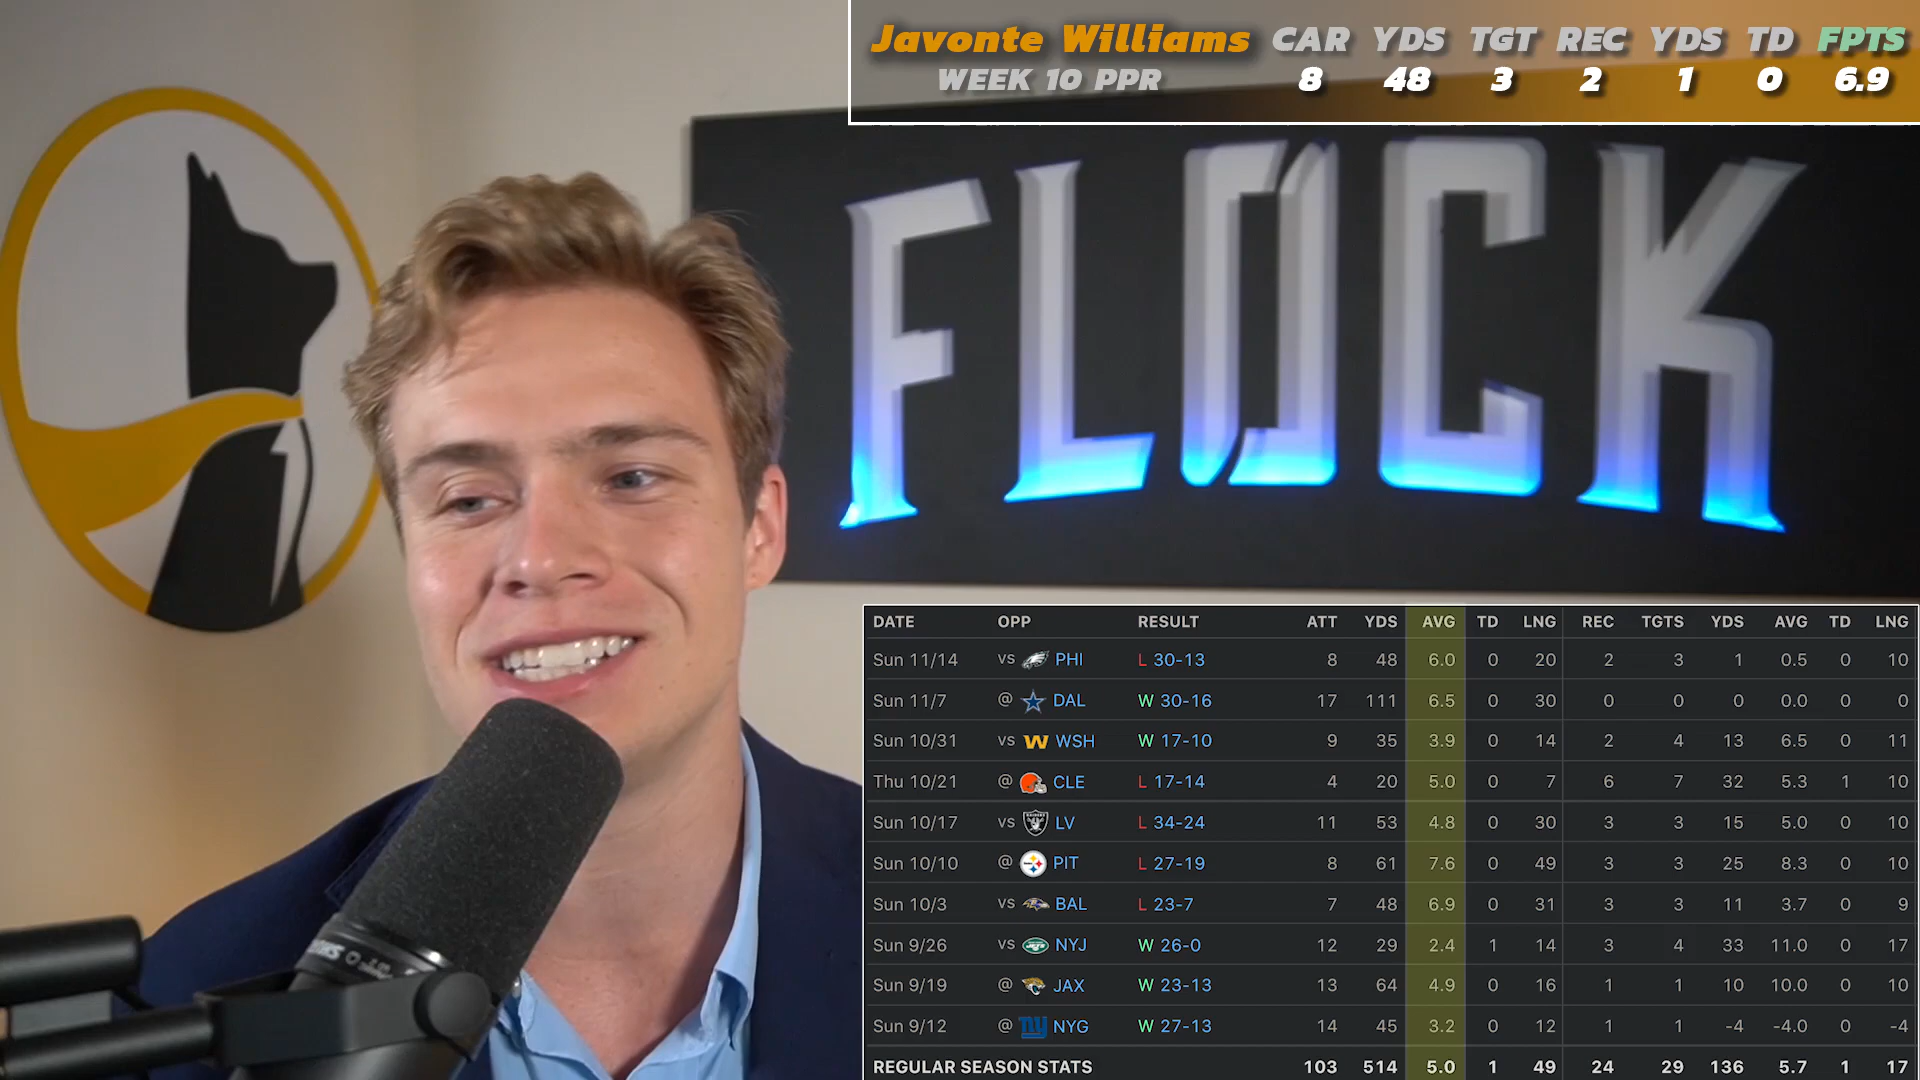 Javonte Williams CAR YDS TGT REC YDS TD FPTS
WEEK 10 PPR 8 48 3 2 1 0 6.9
FLOCK
DATE OPP RESULT ATT YDS AVG TD LNG REC TGTS YDS AVG TD LNG
Sun 11/14 vs PHI L 30-13 8 48 6.0 0 20 2 3 1 0.5 0 10
Sun 11/7 @ DAL W 30-16 17 111 6.5 0 30 0 0 0 0.0 0 0
Sun 10/31 vs W WSH W 17-10 9 35 3.9 0 14 2 4 13 6.5 0 11
Thu 10/21 @ CLE L 17-14 4 20 5.0 0 7 6 7 32 5.3 1 10
Sun 10/17 vs LV L 34-24 11 53 4.8 0 30 3 3 15 5.0 0 10
Sun 10/10 @ PIT L 27-19 8 61 7.6 0 49 3 3 25 8.3 0 10
Sun 10/3 vs BAL L 23-7 7 48 6.9 0 31 3 3 11 3.7 0 9
Sun 9/26 vs NYJ W 26-0 12 29 2.4 1 14 3 4 33 11.0 0 17
Sun 9/19 @ JAX W 23-13 13 64 4.9 0 16 1 1 10 10.0 0 10
Sun 9/12 @ ny NYG W 27-13 14 45 3.2 0 12 1 1 -4 -4.0 0 -4
REGULAR SEASON STATS 103 514 5.0 1 49 24 29 136 5.7 1 17